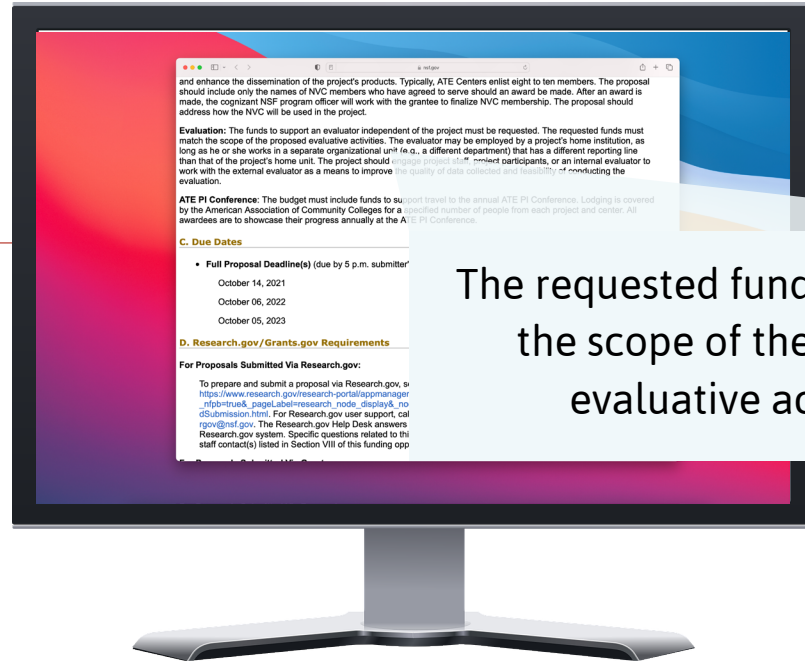 nsf.gov
and enhance the dissemination of the project's products. Typically, ATE Centers enlist eight to ten members. The proposal
should include only the names of NVC members who have agreed to serve should an award be made. After an award is
made, the cognizant NSF program officer will work with the grantee to finalize NVC membership. The proposal should
address how the NVC will be used in the project.
Evaluation: The funds to support an evaluator independent of the project must be requested. The requested funds must
match the scope of the proposed evaluative activities. The evaluator may be employed by a project's home institution, as
long as he or she works in a separate organizational unit (e.g., a different department) that has a different reporting line
than that of the project's home unit. The project should engage project staff, project participants, or an internal evaluator to
work with the external evaluator as a means to improve the quality of data collected and feasibility of conducting the
evaluation.
ATE PI Conference: The budget must include funds to support travel to the annual ATE PI Conference. Lodging is covered
by the American Association of Community Colleges for a specified number of people from each project and center. All
awardees are to showcase their progress annually at the ATE PI Conference.
C. Due Dates
• Full Proposal Deadline(s) (due by 5 p.m. submitter'
October 14, 2021
October 06, 2022
October 05, 2023
D. Research.gov/Grants.gov Requirements
For Proposals Submitted Via Research.gov:
To prepare and submit a proposal via Research.gov, s
https://www.research.gov/research-portal/appmanager
_nfpb=true&_pageLabel=research_node_display&_no
dSubmission.html. For Research.gov user support, cal
rgov@nsf.gov. The Research.gov Help Desk answers
Research.gov system. Specific questions related to thi
staff contact(s) listed in Section VIII of this funding opp
The requested fund
the scope of the
evaluative ac